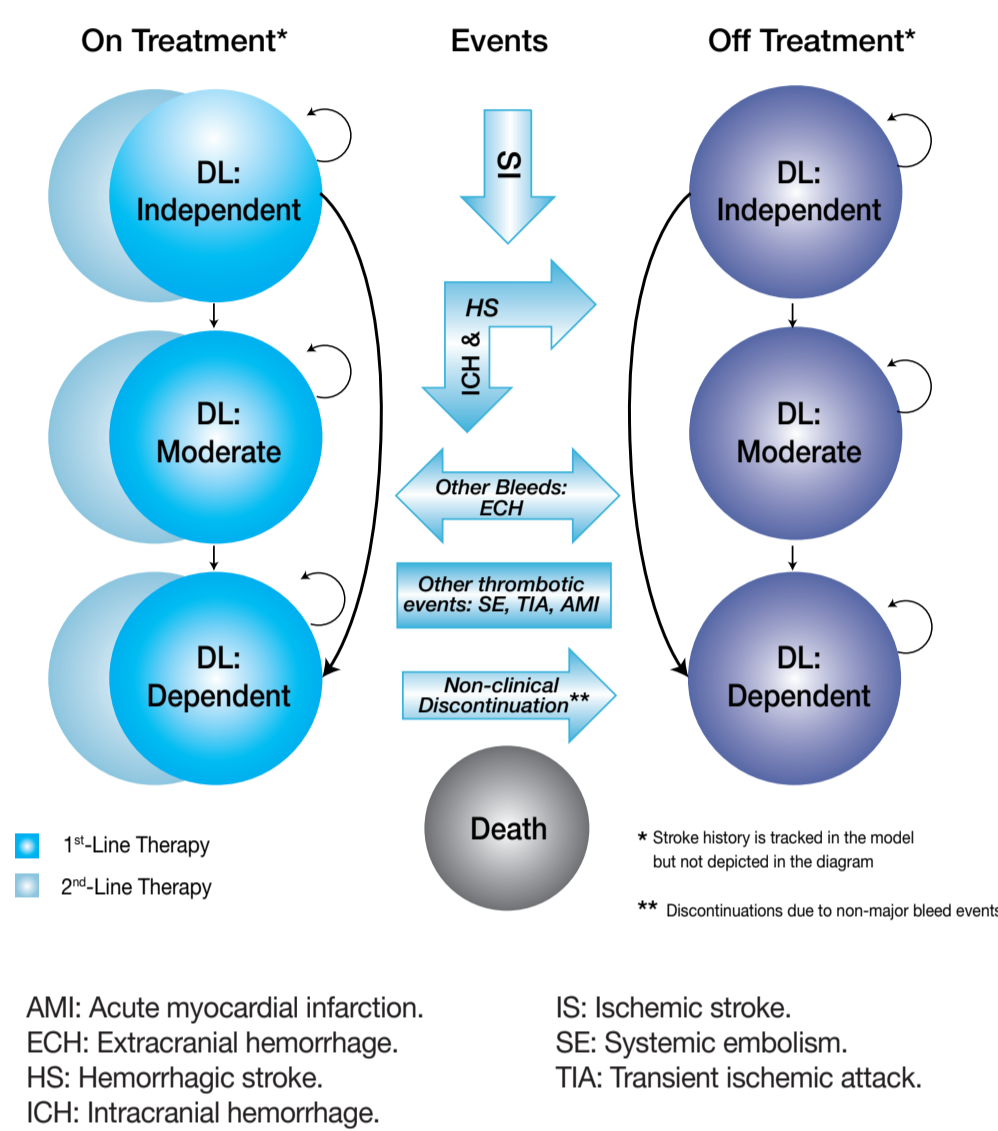 On Treatment*
Events
Off Treatment*
DL:
Independent
IS
DL:
Independent
HS
ICH &
DL:
Moderate
DL:
Moderate
Other Bleeds:
ECH
Other thrombotic
events: SE, TIA, AMI
DL:
Dependent
Non-clinical
Discontinuation**
DL:
Dependent
Death
1st-Line Therapy
2nd-Line Therapy
* Stroke history is tracked in the model
but not depicted in the diagram
** Discontinuations due to non-major bleed events
AMI: Acute myocardial infarction.
ECH: Extracranial hemorrhage.
HS: Hemorrhagic stroke.
ICH: Intracranial hemorrhage.
IS: Ischemic stroke.
SE: Systemic embolism.
TIA: Transient ischemic attack.